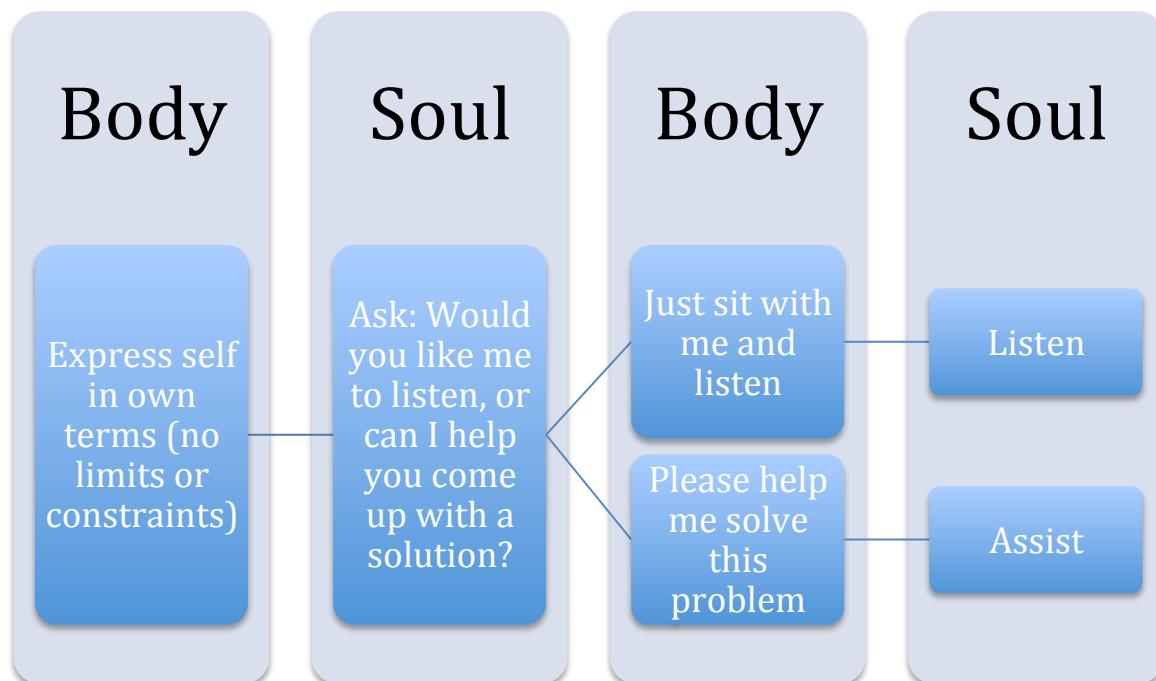 Body
Soul
Body
Soul
Express self
in own
terms (no
limits or
constraints)
Ask: Would
you like me
to listen, or
can I help
you come
up with a
solution?
Just sit with
me and
listen
Please help
me solve
this
problem
Listen
Assist